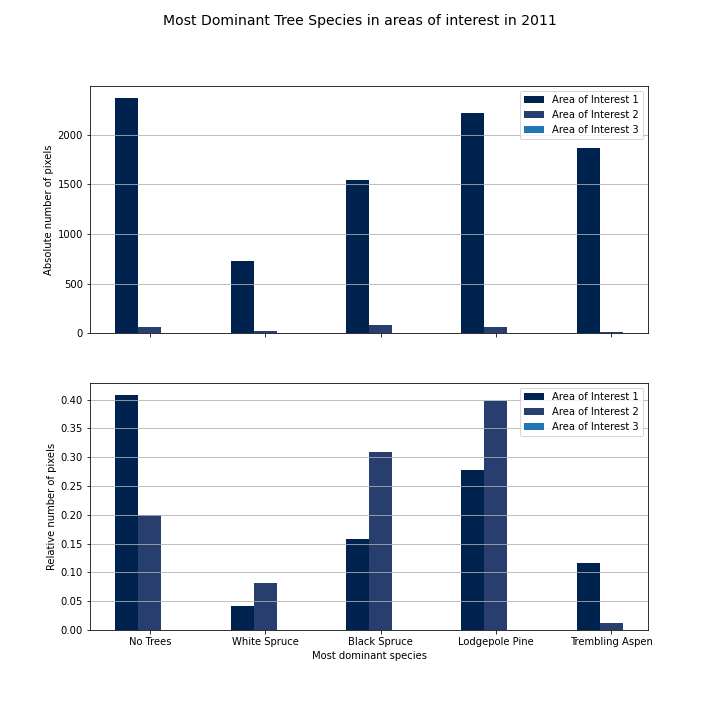 Most Dominant Tree Species in areas of interest in 2011
Area of Interest 1
Area of Interest 2
Area of Interest 3
2000
1500
1000
500
0
Absolute number of pixels
Area of Interest 1
Area of Interest 2
Area of Interest 3
0.40
0.35
0.30
0.25
0.20
0.15
0.10
0.05
0.00
Relative number of pixels
No Trees White Spruce Black Spruce Lodgepole Pine Trembling Aspen
Most dominant species